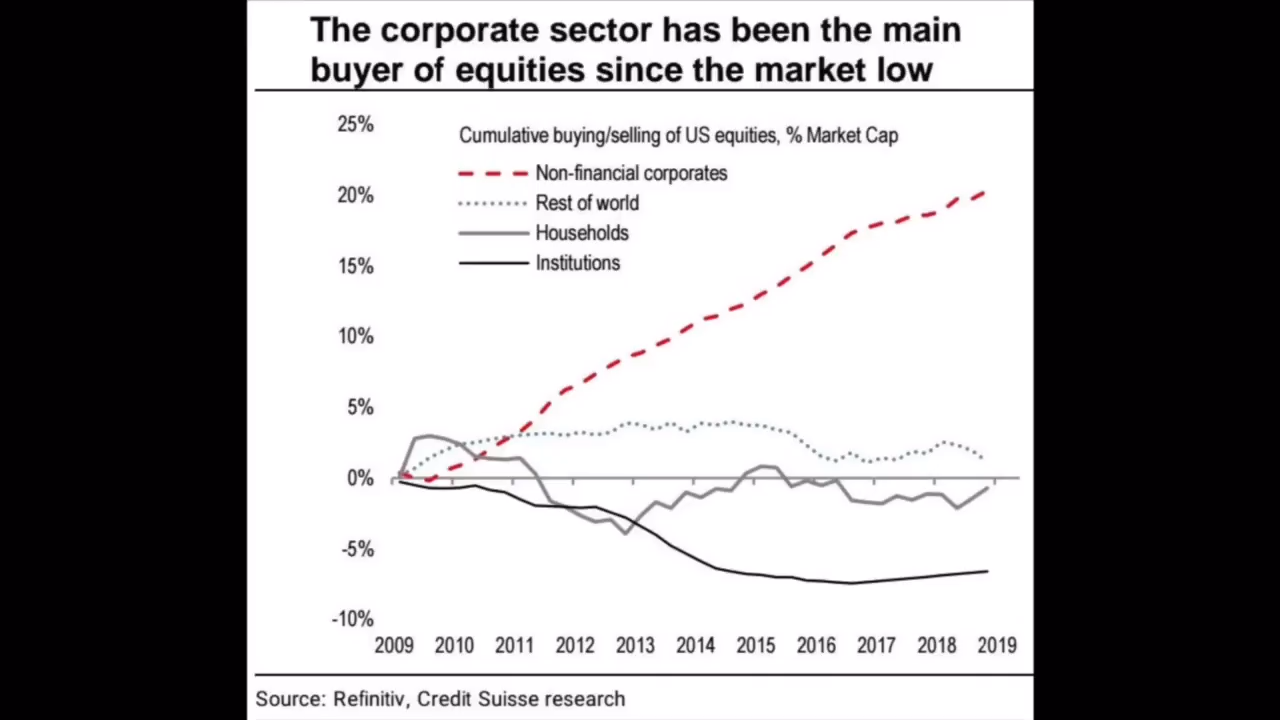 The corporate sector has been the main
buyer of equities since the market low
25%
Cumulative buying/selling of US equities, % Market Cap
Non-financial corporates
20%
Rest of world
Households
15%
Institutions
10%
5%
0%
-5%
-10%
2009 2010 2011 2012 2013 2014 2015 2016 2017 2018 2019
Source: Refinitiv, Credit Suisse research